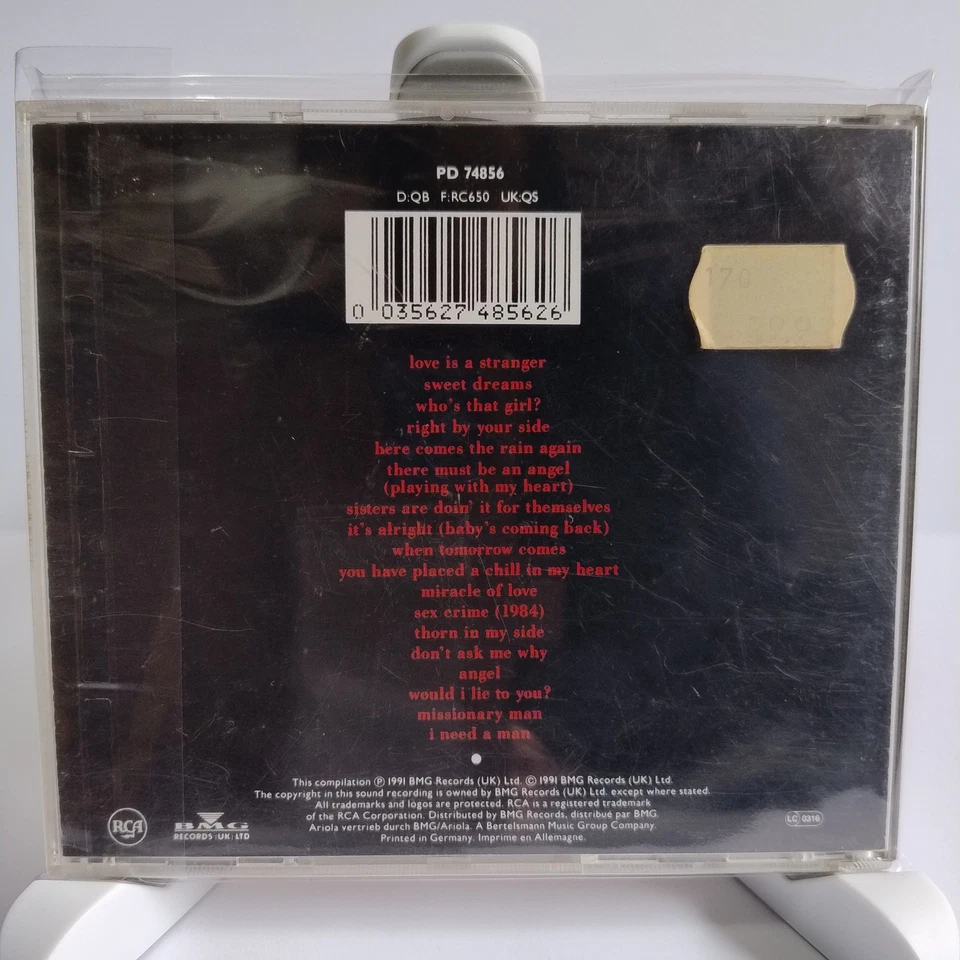 PD 74856
D:QB F:RC650 UK:QS
0 035627 485626
170
love is a stranger
sweet dreams
who's that girl?
right by your side
here comes the rain again
there must be an angel
(playing with my heart)
sisters are doin' it for themselves
it's alright (baby's coming back)
when tomorrow comes
you have placed a chill in my heart
miracle of love
sex crime (1984)
thorn in my side
don't ask me why
angel
would i lie to you?
missionary man
i need a man
This compilation ℗ 1991 BMG Records (UK) Ltd. © 1991 BMG Records (UK) Ltd.
The copyright in this sound recording is owned by BMG Records (UK) Ltd. except where stated.
All trademarks and logos are protected. RCA is a registered trademark
of the RCA Corporation. Distributed by BMG Records, distribué par BMG.
Ariola vertrieb durch BMG/Ariola. A Bertelsmann Music Group Company.
Printed in Germany. Imprime en Allemagne.
RCA
BMG
RECORDS · UK · LTD
LC 0316